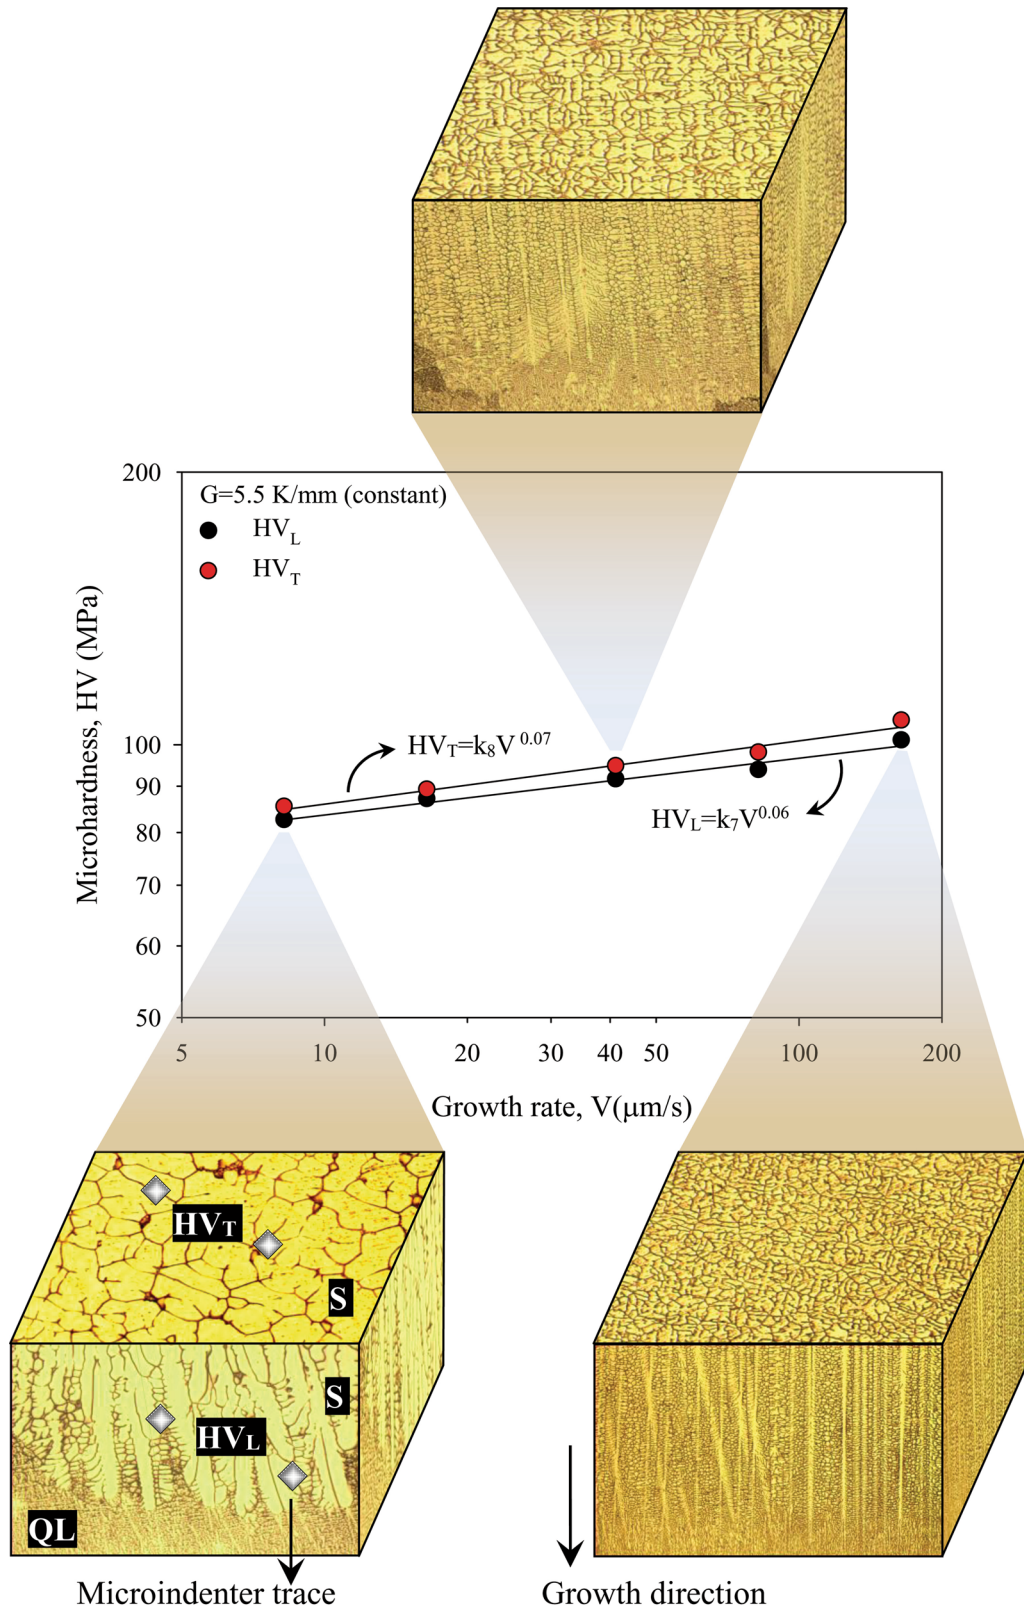 200
G=5.5 K/mm (constant)
HV_L
HV_T
Microhardness, HV (MPa)
100
90
80
70
60
50
HV_T=k_8V^0.07
HV_L=k_7V^0.06
5 10 20 30 40 50 100 200
Growth rate, V(μm/s)
HV_T
S
S
HV_L
QL
Microindenter trace
Growth direction